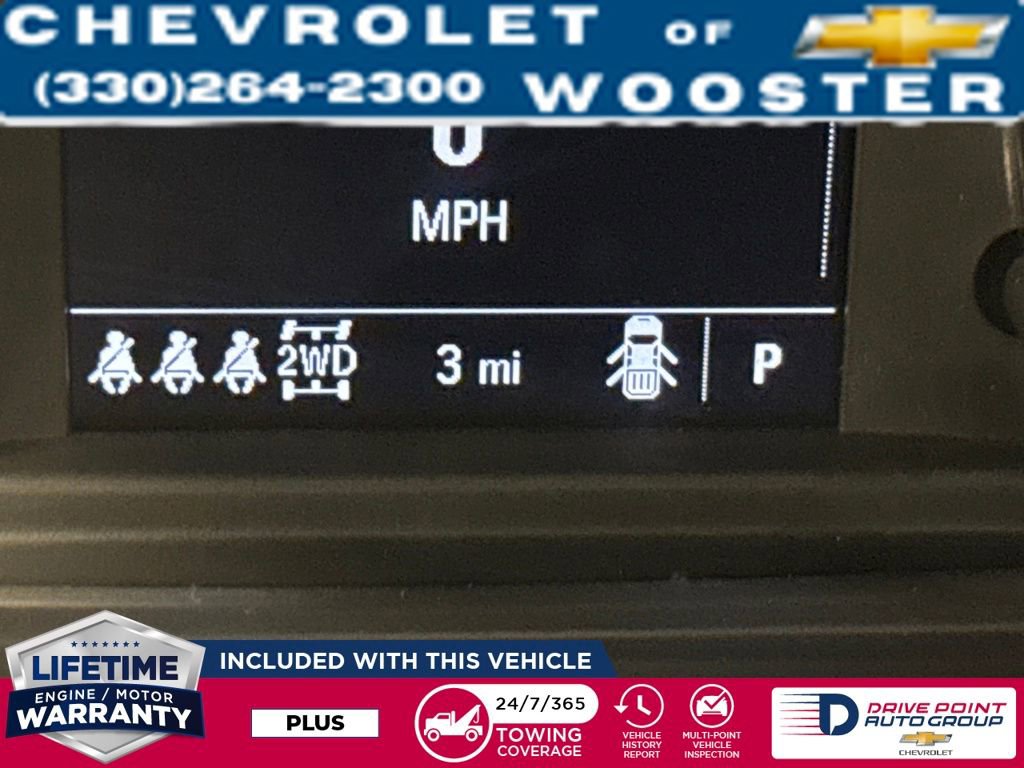 CHEVROLET OF
(330)264-2300 WOOSTER
0
MPH
2WD 3 mi P
LIFETIME
ENGINE / MOTOR
WARRANTY
INCLUDED WITH THIS VEHICLE
PLUS
24/7/365
TOWING
COVERAGE
VEHICLE
HISTORY
REPORT
MULTI-POINT
VEHICLE
INSPECTION
D DRIVE POINT
AUTO GROUP
CHEVROLET